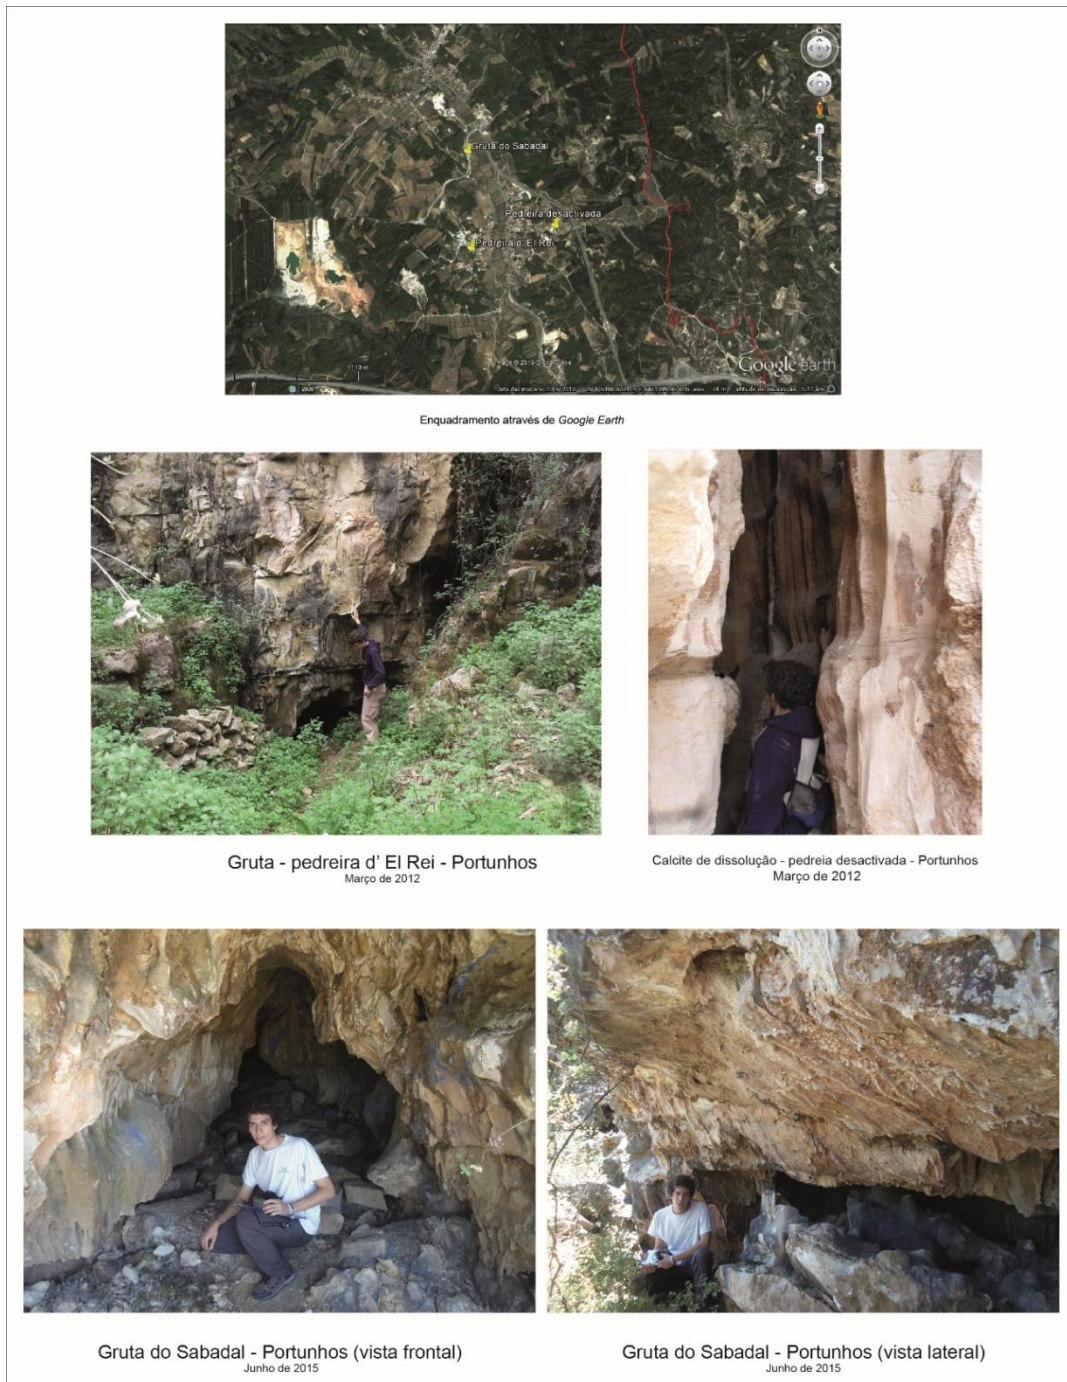 Gruta do Sabadal
Pedreira desactivada
Pedreira d' El Rei
Google earth
Enquadramento através de Google Earth
Gruta - pedreira d' El Rei - Portunhos
Março de 2012
Calcite de dissolução - pedreia desactivada - Portunhos
Março de 2012
Gruta do Sabadal - Portunhos (vista frontal)
Junho de 2015
Gruta do Sabadal - Portunhos (vista lateral)
Junho de 2015